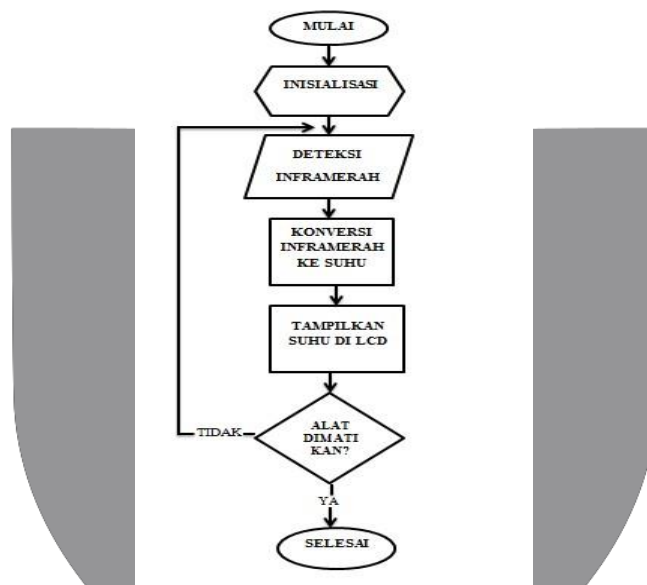 MULAI
INISIALISASI
DETEKSI
INFRAMERAH
KONVERSI
INFRAMERAH
KE SUHU
TAMPILKAN
SUHU DI LCD
ALAT
DIMATI
KAN?
TIDAK
YA
SELESAI